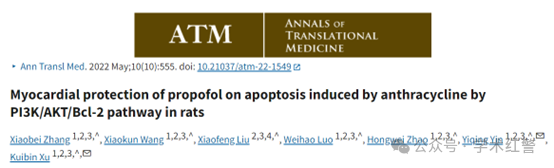 ATM
ANNALS OF
TRANSLATIONAL
MEDICINE
• Ann Transl Med. 2022 May;10(10):555. doi: 10.21037/atm-22-1549
Myocardial protection of propofol on apoptosis induced by anthracycline by
PI3K/AKT/Bcl-2 pathway in rats
Xiaobei Zhang 1,2,3,^, Xiaokun Wang 1,2,3,^, Xiaofeng Liu 2,3,4,^, Weihao Luo 1,2,3,^, Hongwei Zhao 1,2,3,^, Yiqing Yin 1,2,3,^,
Kuibin Xu 1,2,3,^,
公众号 · 学术红警